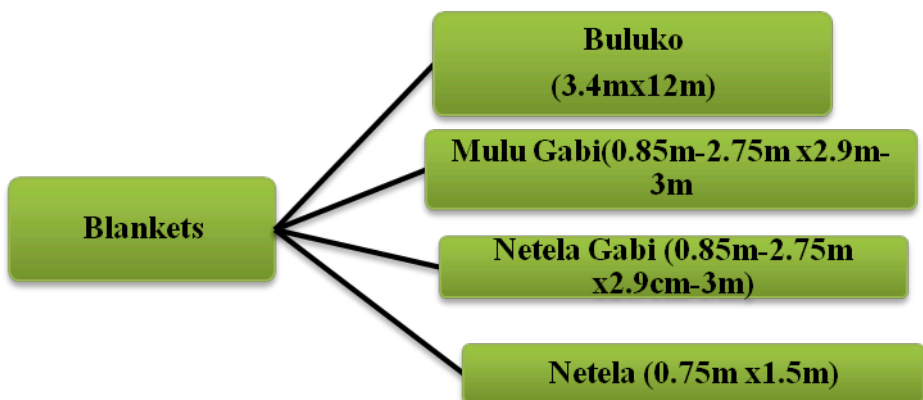 Buluko
(3.4mx12m)
Mulu Gabi(0.85m-2.75m x2.9m-
3m
Blankets
Netela Gabi (0.85m-2.75m
x2.9cm-3m)
Netela (0.75m x1.5m)